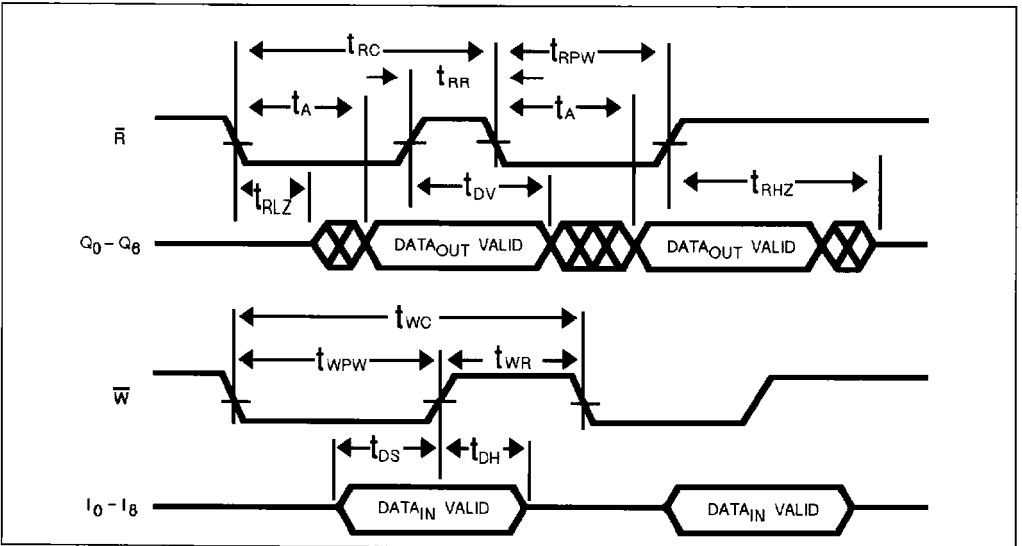 tRC
tRPW
tRR
tA
tA
R̅
tRLZ
tDV
tRHZ
Q0-Q8
DATAOUT VALID
DATAOUT VALID
tWC
tWPW
tWR
W̅
tDS
tDH
I0-I8
DATAIN VALID
DATAIN VALID